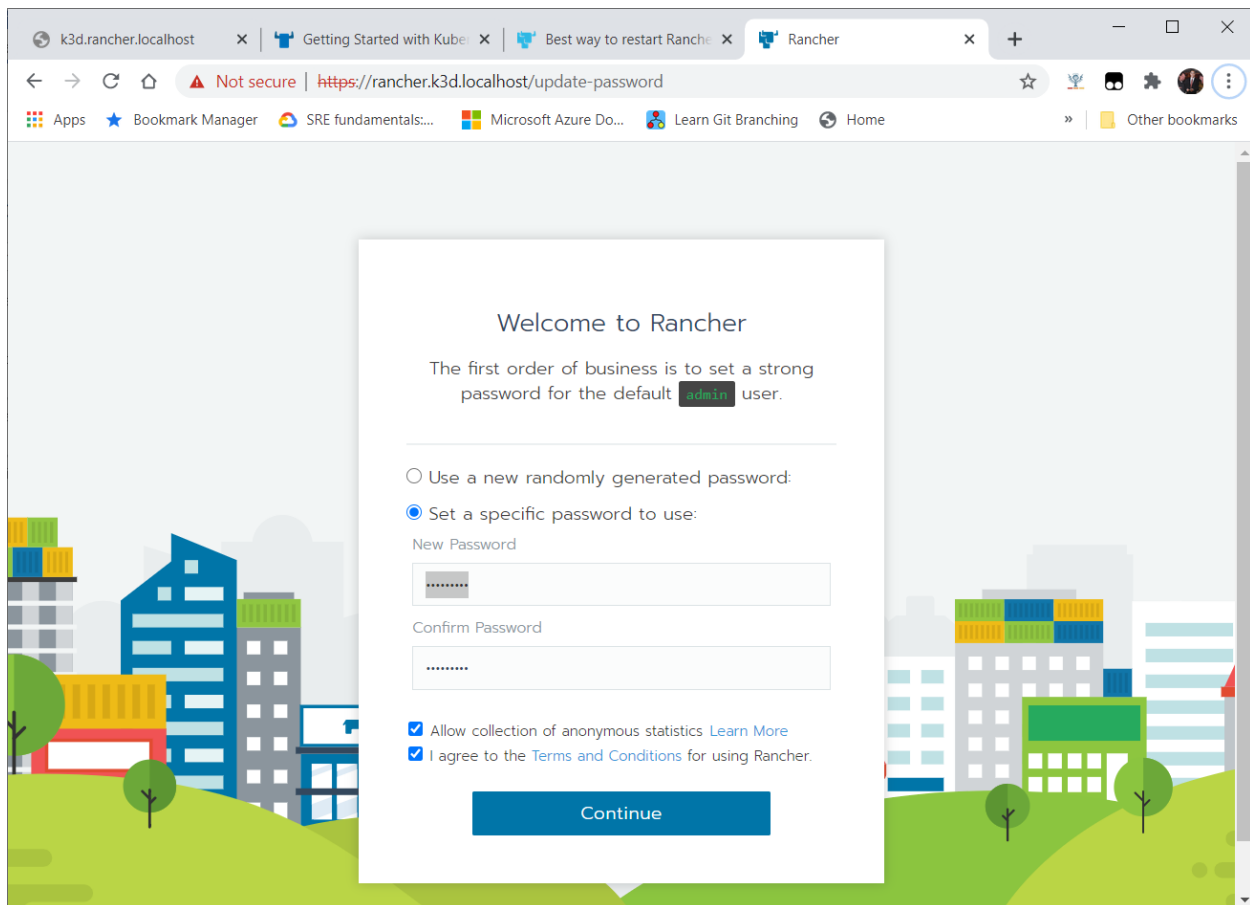 k3d.rancher.localhost
Getting Started with Kube
Best way to restart Ranche
Rancher
Not secure | https://rancher.k3d.localhost/update-password
Apps
Bookmark Manager
SRE fundamentals:...
Microsoft Azure Do...
Learn Git Branching
Home
»
Other bookmarks
Welcome to Rancher
The first order of business is to set a strong
password for the default admin user.
Use a new randomly generated password:
Set a specific password to use:
New Password
•••••••••
Confirm Password
•••••••••
Allow collection of anonymous statistics Learn More
I agree to the Terms and Conditions for using Rancher.
Continue